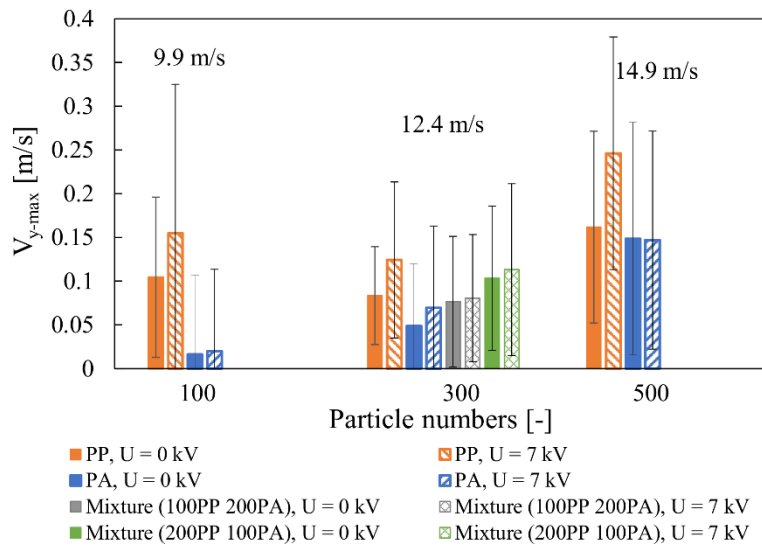 0.4
0.35
0.3
0.25
0.2
0.15
0.1
0.05
0
V y-max [m/s]
9.9 m/s
12.4 m/s
14.9 m/s
100 300 500
Particle numbers [-]
PP, U = 0 kV PP, U = 7 kV
PA, U = 0 kV PA, U = 7 kV
Mixture (100PP 200PA), U = 0 kV Mixture (100PP 200PA), U = 7 kV
Mixture (200PP 100PA), U = 0 kV Mixture (200PP 100PA), U = 7 kV